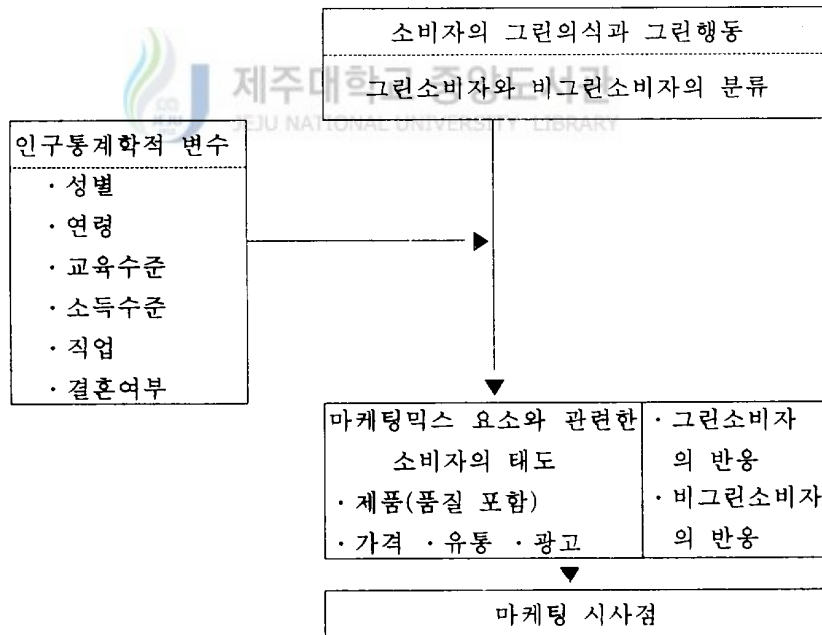 소비자의 그린의식과 그린행동
그린소비자와 비그린소비자의 분류
제주대학교 중앙도서관
JEJU NATIONAL UNIVERSITY LIBRARY
인구통계학적 변수
· 성별
· 연령
· 교육수준
· 소득수준
· 직업
· 결혼여부
마케팅믹스 요소와 관련한
소비자의 태도
· 제품(품질 포함)
· 가격 · 유통 · 광고
· 그린소비자
의 반응
· 비그린소비자
의 반응
마케팅 시사점